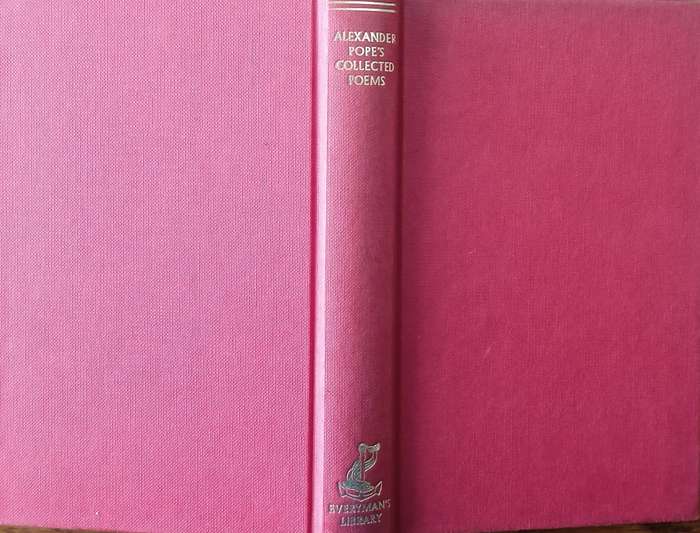 ALEXANDER
POPE'S
COLLECTED
POEMS
EVERYMAN'S
LIBRARY